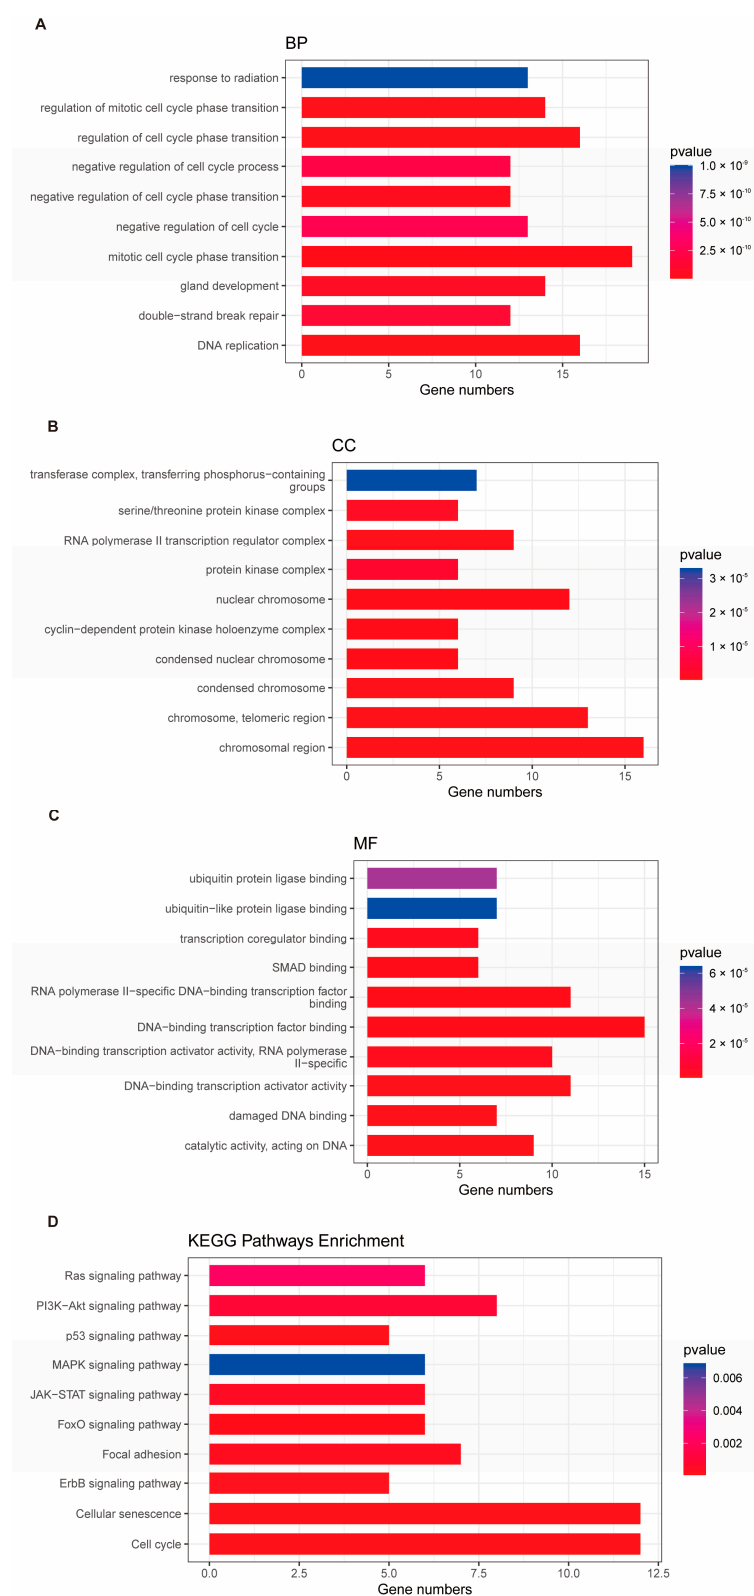 A
BP
response to radiation
regulation of mitotic cell cycle phase transition
regulation of cell cycle phase transition
negative regulation of cell cycle process
negative regulation of cell cycle phase transition
negative regulation of cell cycle
mitotic cell cycle phase transition
gland development
double−strand break repair
DNA replication
0 5 10 15
Gene numbers
pvalue
1.0 × 10⁻⁹
7.5 × 10⁻¹⁰
5.0 × 10⁻¹⁰
2.5 × 10⁻¹⁰
B
CC
transferase complex, transferring phosphorus−containing
groups
serine/threonine protein kinase complex
RNA polymerase II transcription regulator complex
protein kinase complex
nuclear chromosome
cyclin−dependent protein kinase holoenzyme complex
condensed nuclear chromosome
condensed chromosome
chromosome, telomeric region
chromosomal region
0 5 10 15
Gene numbers
pvalue
3 × 10⁻⁵
2 × 10⁻⁵
1 × 10⁻⁵
C
MF
ubiquitin protein ligase binding
ubiquitin−like protein ligase binding
transcription coregulator binding
SMAD binding
RNA polymerase II−specific DNA−binding transcription factor
binding
DNA−binding transcription factor binding
DNA−binding transcription activator activity, RNA polymerase
II−specific
DNA−binding transcription activator activity
damaged DNA binding
catalytic activity, acting on DNA
0 5 10 15
Gene numbers
pvalue
6 × 10⁻⁵
4 × 10⁻⁵
2 × 10⁻⁵
D
KEGG Pathways Enrichment
Ras signaling pathway
PI3K−Akt signaling pathway
p53 signaling pathway
MAPK signaling pathway
JAK−STAT signaling pathway
FoxO signaling pathway
Focal adhesion
ErbB signaling pathway
Cellular senescence
Cell cycle
0.0 2.5 5.0 7.5 10.0 12.5
Gene numbers
pvalue
0.006
0.004
0.002